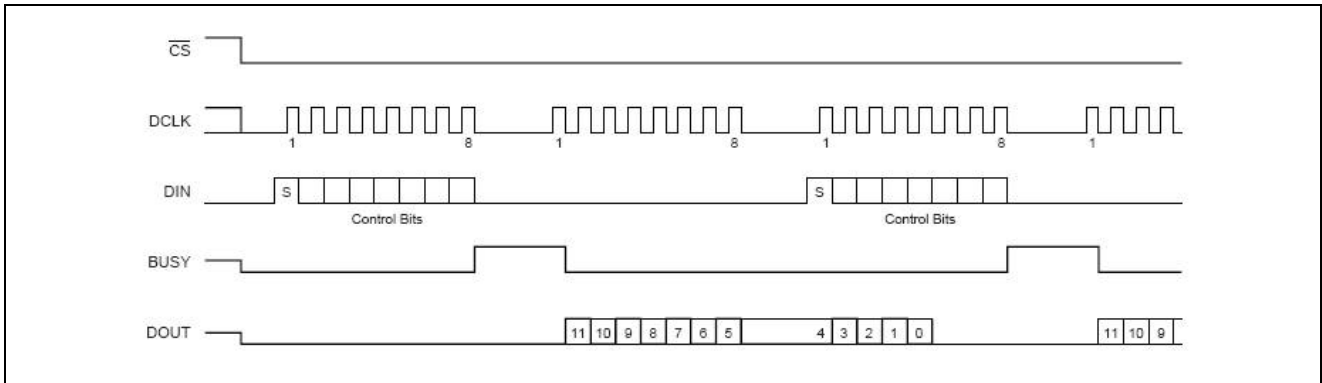 C̅S̅
DCLK
1 8 1 8 1 8 1
DIN S S
Control Bits Control Bits
BUSY
DOUT 11 10 9 8 7 6 5 4 3 2 1 0 11 10 9